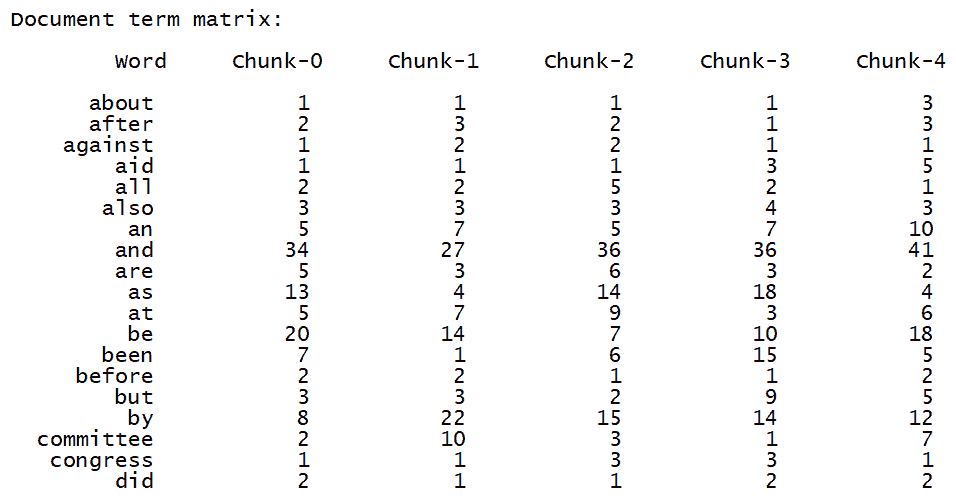 Document term matrix:
Word Chunk-0 Chunk-1 Chunk-2 Chunk-3 Chunk-4
about 1 1 1 1 3
after 2 3 2 1 3
against 1 2 2 1 1
aid 1 1 1 3 5
all 2 2 5 2 1
also 3 3 3 4 3
an 5 7 5 7 10
and 34 27 36 36 41
are 5 3 6 3 2
as 13 4 14 18 4
at 5 7 9 3 6
be 20 14 7 10 18
been 7 1 6 15 5
before 2 2 1 1 2
but 3 3 2 9 5
by 8 22 15 14 12
committee 2 10 3 1 7
congress 1 1 3 3 1
did 2 1 1 2 2